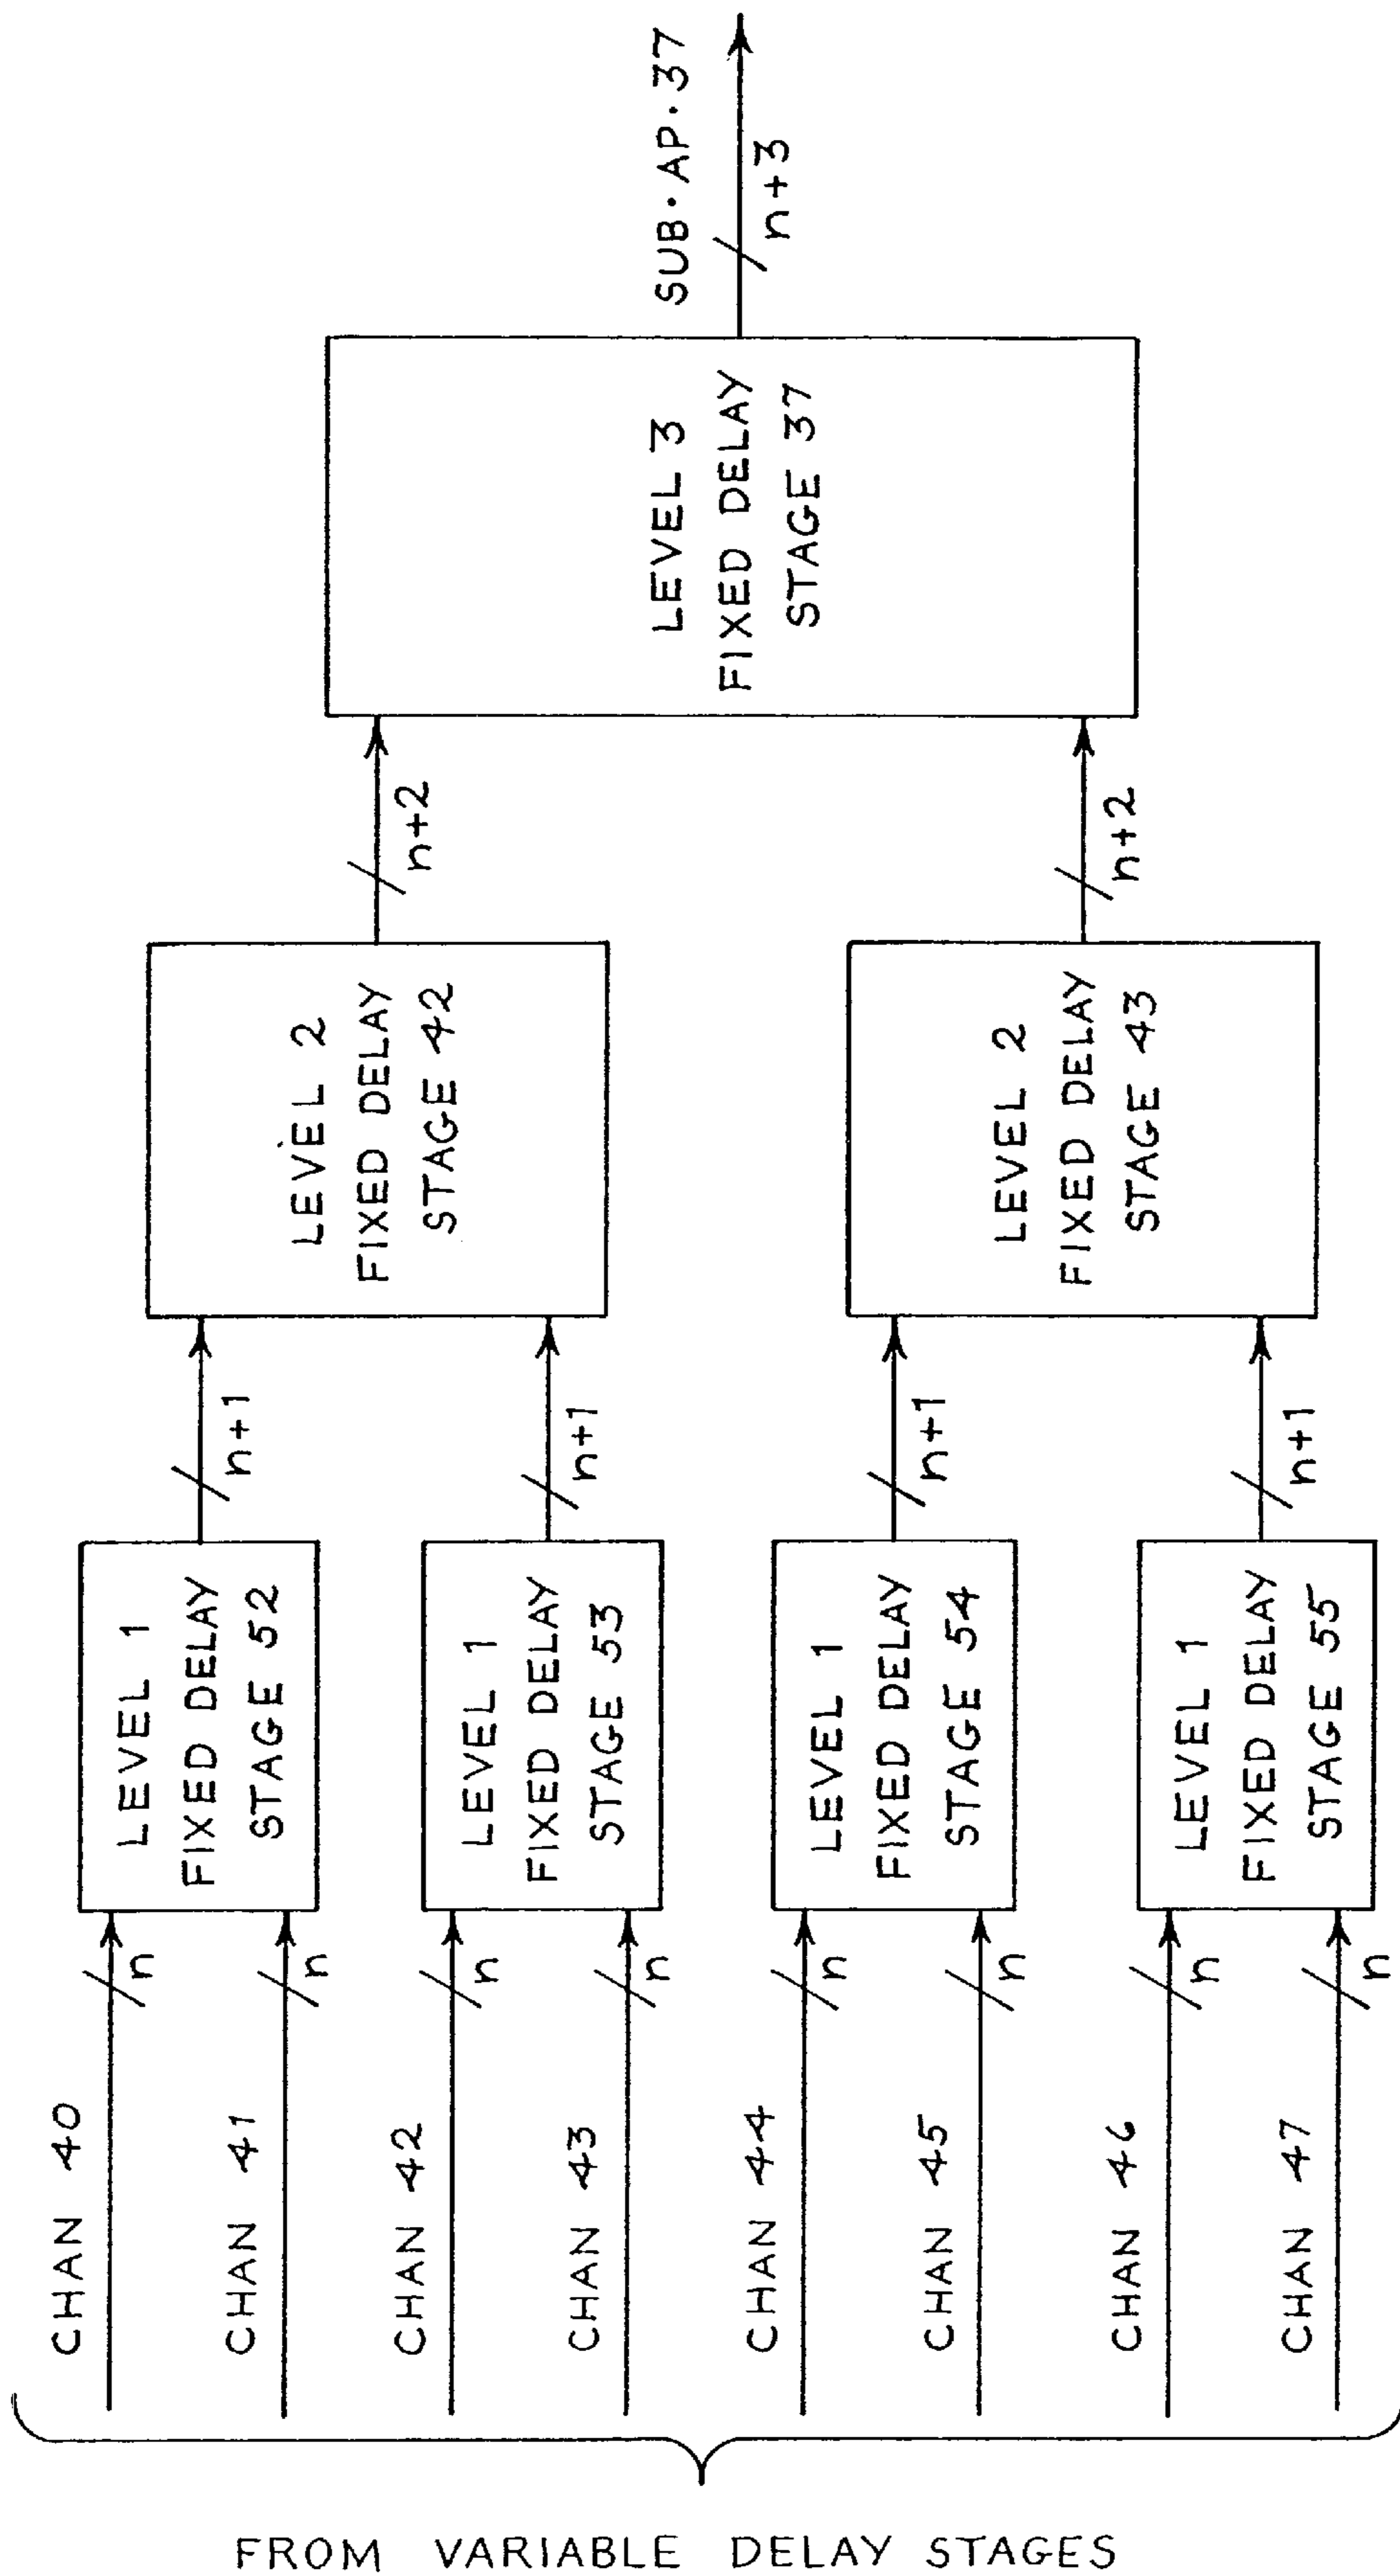 CHAN 40
n
CHAN 41
n
CHAN 42
n
CHAN 43
n
CHAN 44
n
CHAN 45
n
CHAN 46
n
CHAN 47
n
LEVEL 1
FIXED DELAY
STAGE 52
LEVEL 1
FIXED DELAY
STAGE 53
LEVEL 1
FIXED DELAY
STAGE 54
LEVEL 1
FIXED DELAY
STAGE 55
n+1
n+1
n+1
n+1
LEVEL 2
FIXED DELAY
STAGE 42
LEVEL 2
FIXED DELAY
STAGE 43
n+2
n+2
LEVEL 3
FIXED DELAY
STAGE 37
SUB·AP·37
n+3
FROM VARIABLE DELAY STAGES